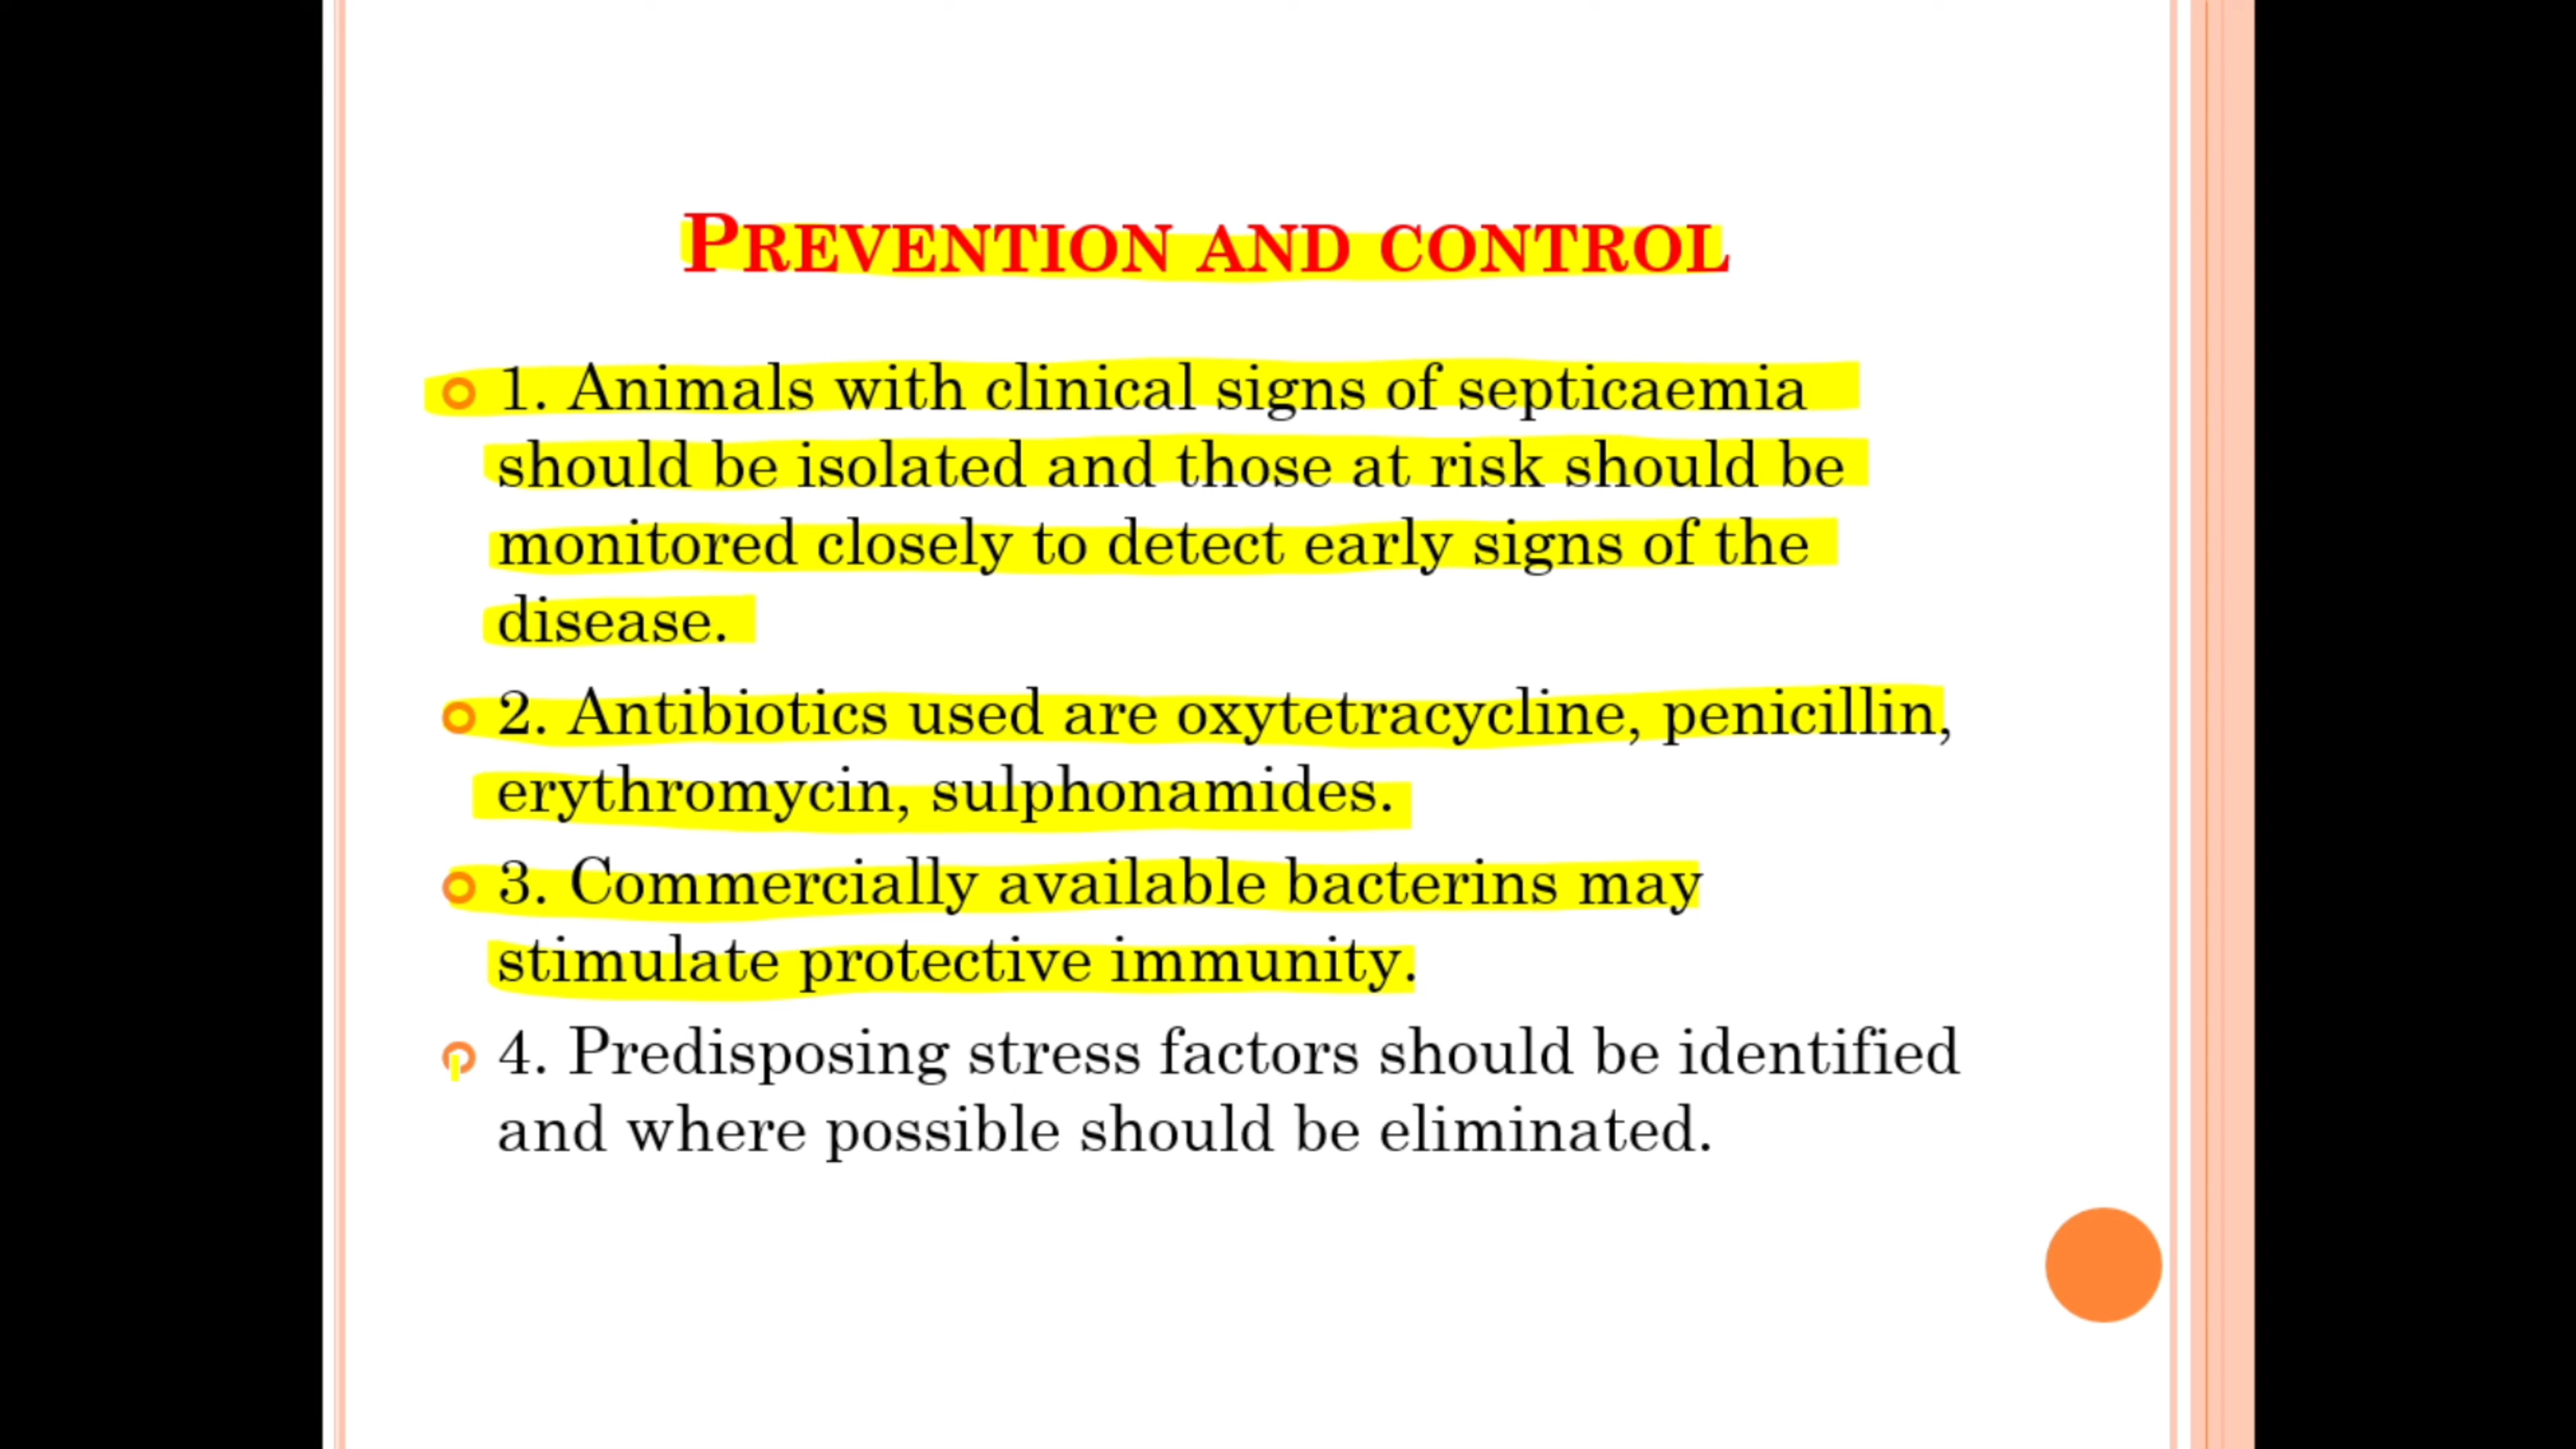 PREVENTION AND CONTROL
1. Animals with clinical signs of septicaemia
should be isolated and those at risk should be
monitored closely to detect early signs of the
disease.
2. Antibiotics used are oxytetracycline, penicillin,
erythromycin, sulphonamides.
3. Commercially available bacterins may
stimulate protective immunity.
4. Predisposing stress factors should be identified
and where possible should be eliminated.